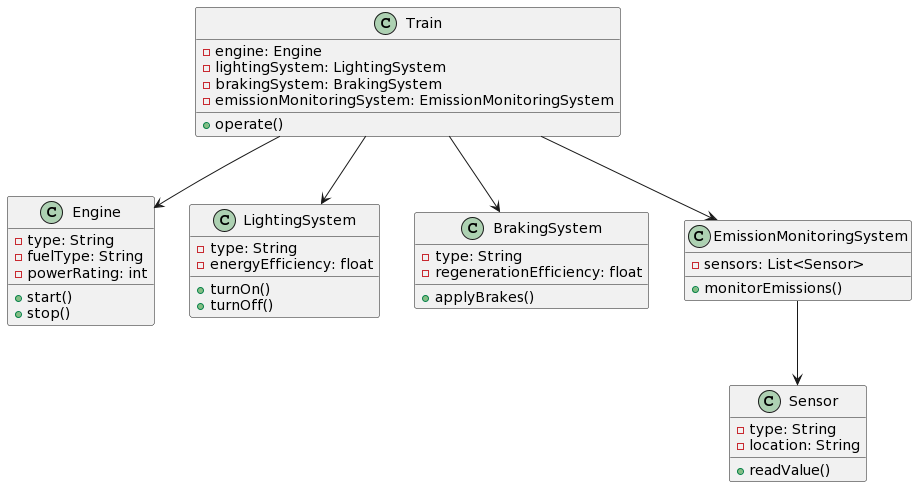 C Train
engine: Engine
lightingSystem: LightingSystem
brakingSystem: BrakingSystem
emissionMonitoringSystem: EmissionMonitoringSystem
operate()
C Engine
type: String
fuelType: String
powerRating: int
start()
stop()
C LightingSystem
type: String
energyEfficiency: float
turnOn()
turnOff()
C BrakingSystem
type: String
regenerationEfficiency: float
applyBrakes()
C EmissionMonitoringSystem
sensors: List<Sensor>
monitorEmissions()
C Sensor
type: String
location: String
readValue()